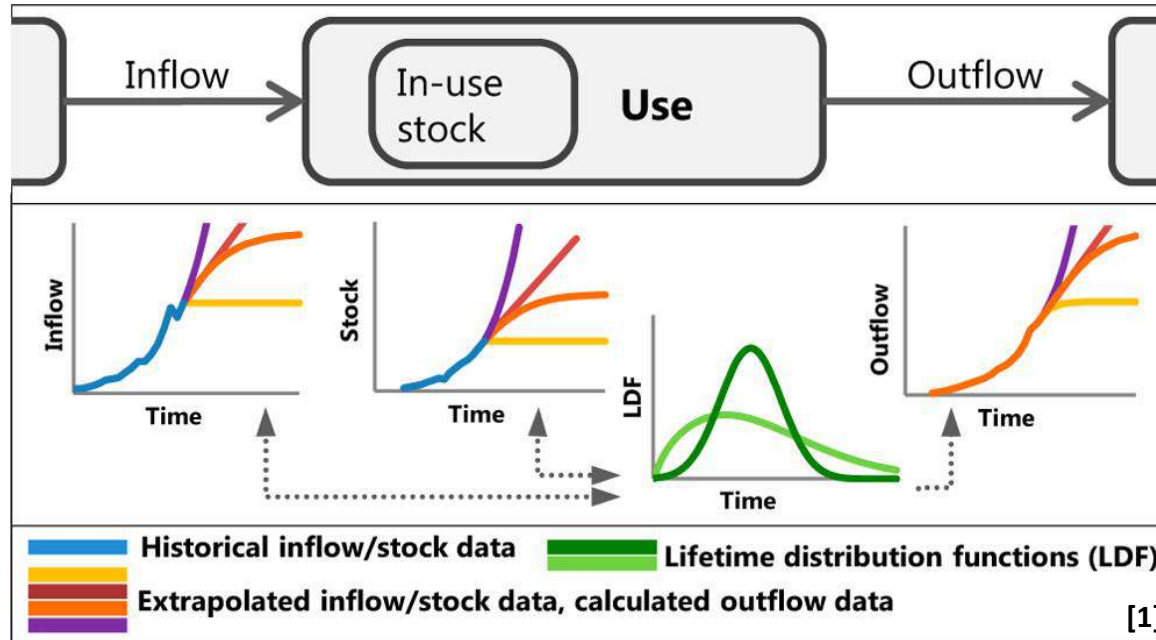 Inflow
In-use
stock
Use
Outflow
Inflow
Time
Stock
Time
LDF
Time
Outflow
Time
Historical inflow/stock data
Lifetime distribution functions (LDF)
Extrapolated inflow/stock data, calculated outflow data
[1]